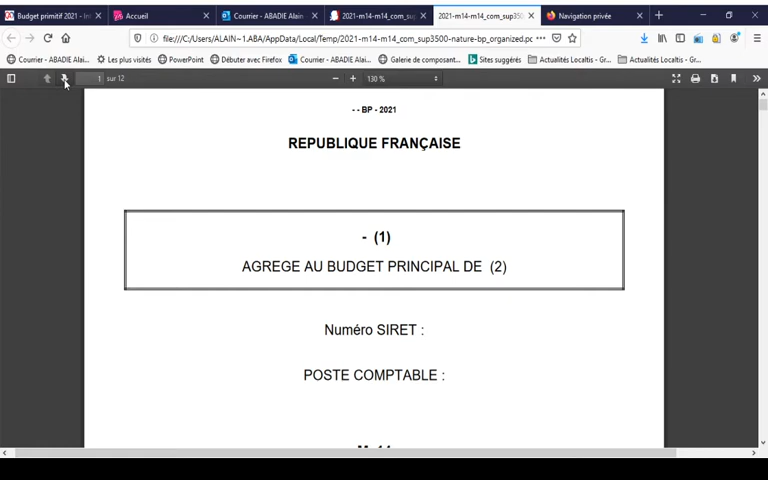 Budget primitif 2021 - In
Accueil
Courrier - ABADIE Alain
2021-m14-m14_com_sup
2021-m14-m14_com_sup3500-
Navigation privée
file:///C:/Users/ALAIN~1.ABA/AppData/Local/Temp/2021-m14-m14_com_sup3500-nature-bp_organized.pc
Courrier - ABADIE Alai...
Les plus visités
PowerPoint
Débuter avec Firefox
Courrier - ABADIE Alai...
Galerie de composant...
Sites suggérés
Actualités Localtis - Gr...
Actualités Localtis - Gr...
1 sur 12
130 %
- - BP - 2021
REPUBLIQUE FRANÇAISE
- (1)
AGREGE AU BUDGET PRINCIPAL DE (2)
Numéro SIRET :
POSTE COMPTABLE :